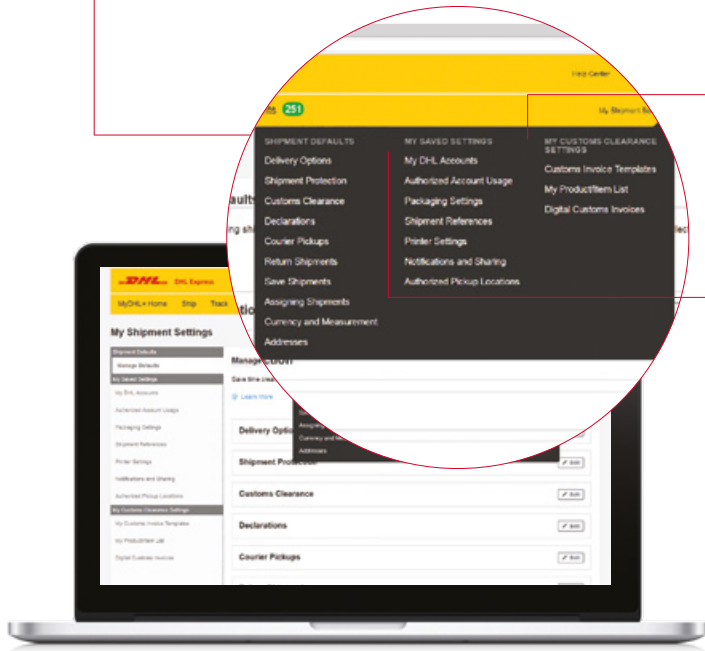 Help Center
251
My Shipment
SHIPMENT DEFAULTS
Delivery Options
Shipment Protection
Customs Clearance
Declarations
Courier Pickups
Return Shipments
Save Shipments
Assigning Shipments
Currency and Measurement
Addresses
MY SAVED SETTINGS
My DHL Accounts
Authorized Account Usage
Packaging Settings
Shipment References
Printer Settings
Notifications and Sharing
Authorized Pickup Locations
MY CUSTOMS CLEARANCE
SETTINGS
Customs Invoice Templates
My Product/Item List
Digital Customs Invoices
DHL DHL Express
MyDHL+ Home Ship Track
My Shipment Settings
Shipment Defaults
Manage Defaults
My Saved Settings
My DHL Accounts
Authorized Account Usage
Packaging Settings
Shipment References
Printer Settings
Notifications and Sharing
Authorized Pickup Locations
My Customs Clearance Settings
My Customs Invoice Templates
My Product/Item List
Digital Customs Invoices
Manage
Save time
Learn More
Addresses
Delivery Optio
Shipment Protection
Customs Clearance
Edit
Declarations
Edit
Courier Pickups
Edit